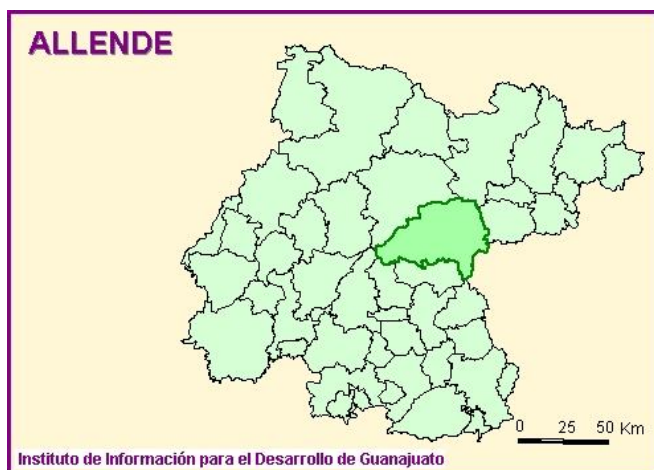 ALLENDE
0 25 50 Km
Instituto de Información para el Desarrollo de Guanajuato